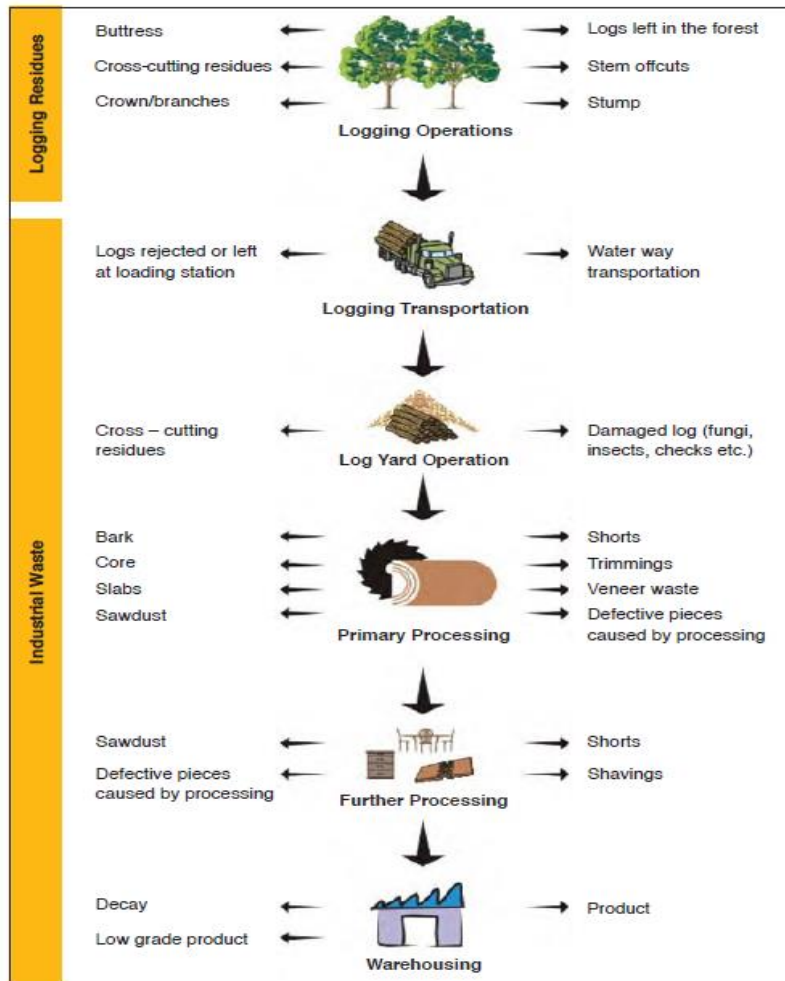 Logging Residues
Buttress
Logs left in the forest
Cross-cutting residues
Stem offcuts
Crown/branches
Stump
Logging Operations
Industrial Waste
Logs rejected or left
at loading station
Water way
transportation
Logging Transportation
Cross – cutting
residues
Damaged log (fungi,
insects, checks etc.)
Log Yard Operation
Bark
Shorts
Core
Trimmings
Slabs
Veneer waste
Sawdust
Defective pieces
caused by processing
Primary Processing
Sawdust
Shorts
Defective pieces
caused by processing
Shavings
Further Processing
Decay
Product
Low grade product
Warehousing